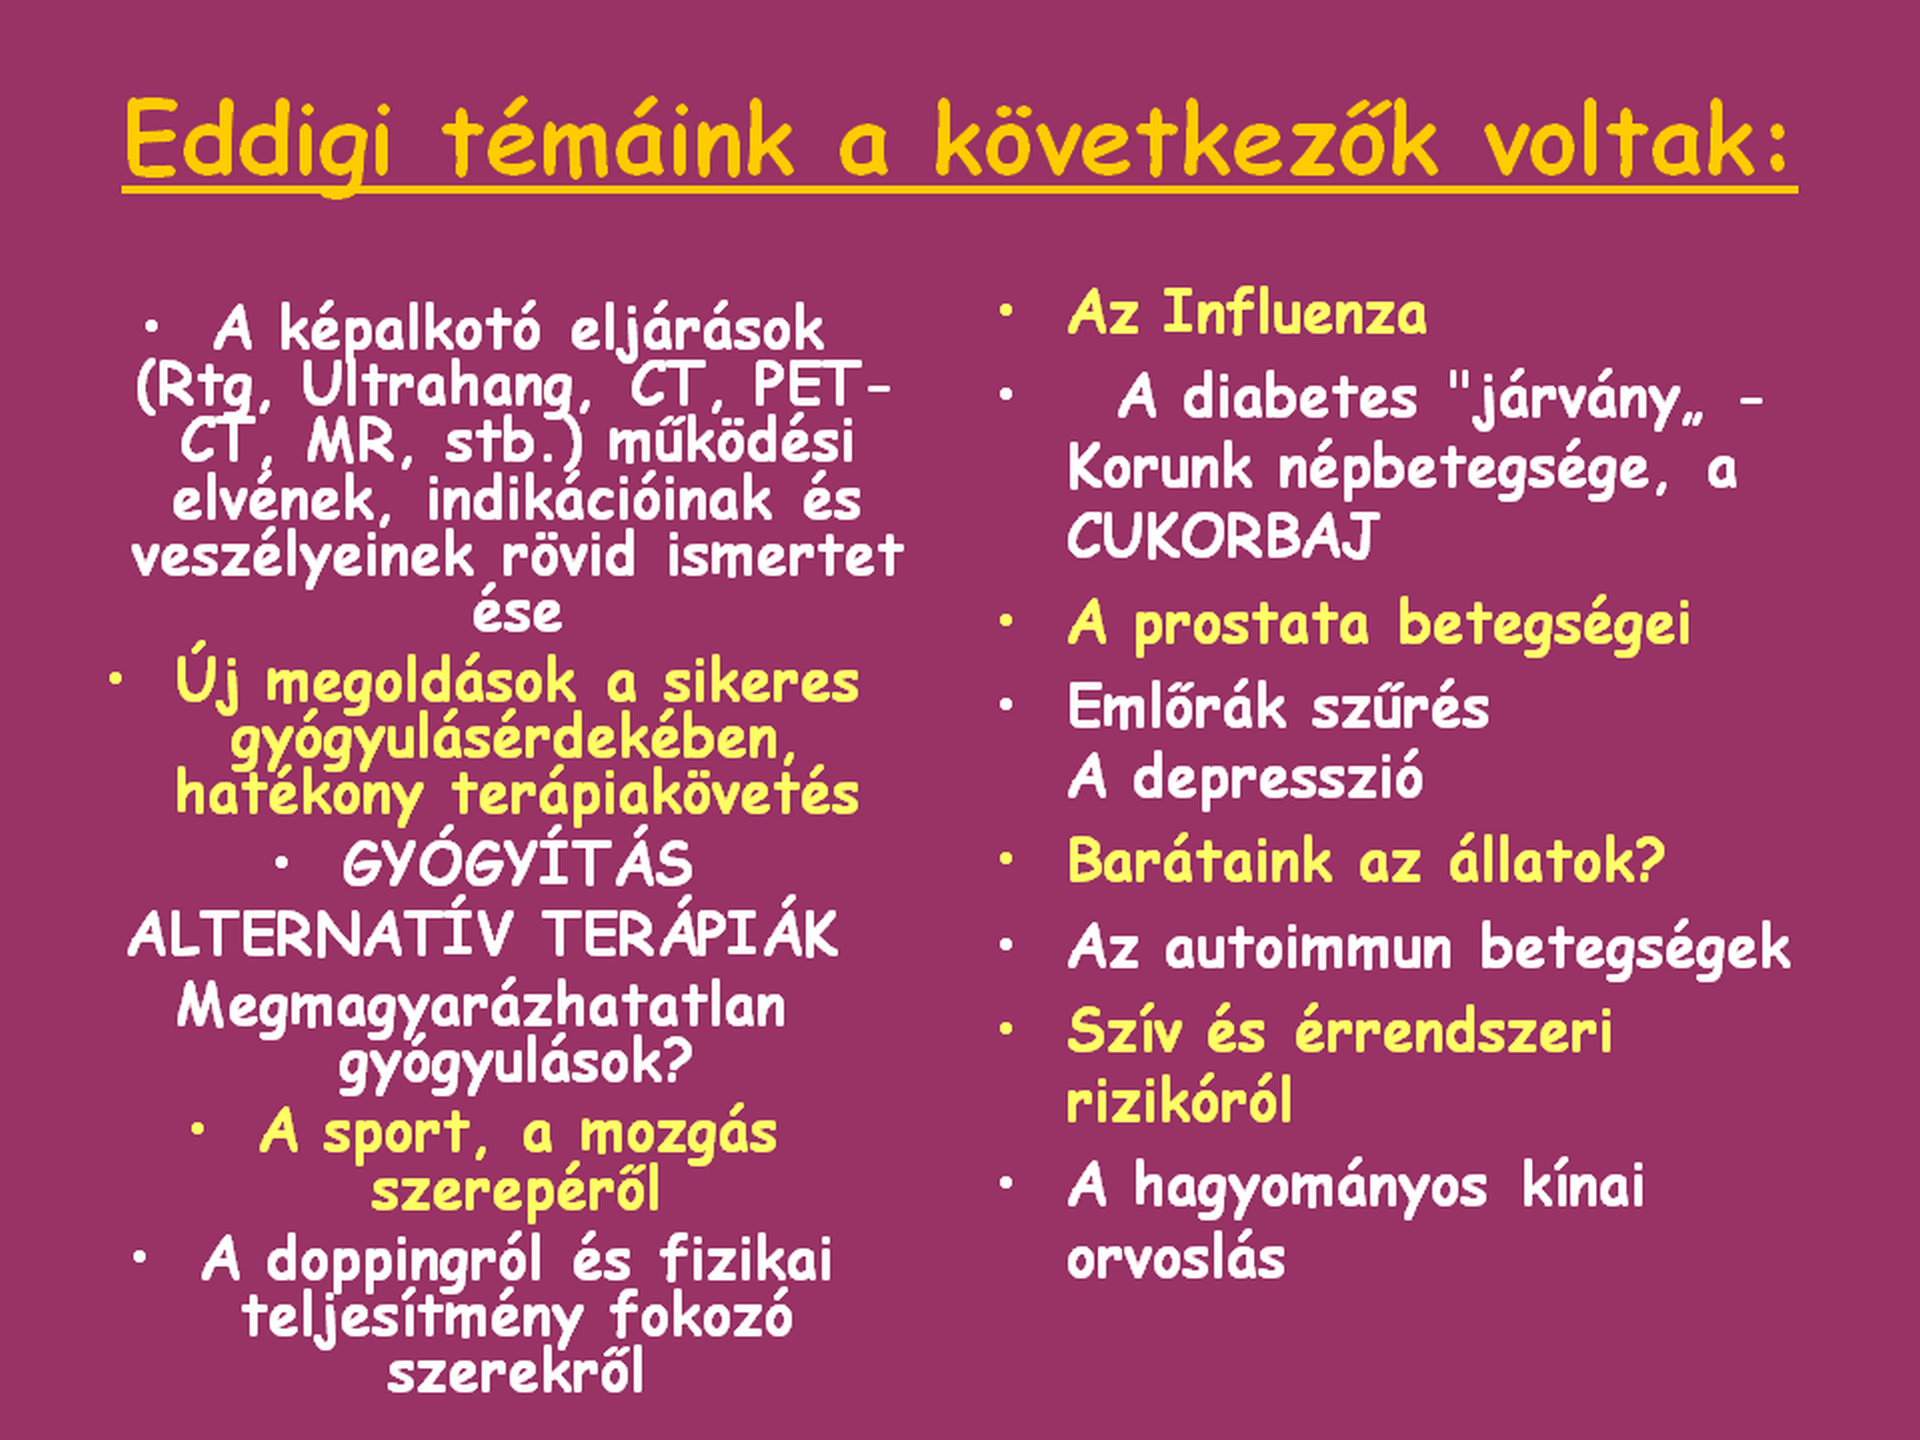 Eddigi témáink a következők voltak:
• A képalkotó eljárások
(Rtg, Ultrahang, CT, PET-
CT, MR, stb.) működési
elvének, indikációinak és
veszélyeinek rövid ismertet
ése
• Új megoldások a sikeres
gyógyulásérdekében,
hatékony terápiakövetés
• GYÓGYÍTÁS
ALTERNATÍV TERÁPIÁK
Megmagyarázhatatlan
gyógyulások?
• A sport, a mozgás
szerepéről
• A doppingról és fizikai
teljesítmény fokozó
szerekről
• Az Influenza
• A diabetes "járvány„ -
Korunk népbetegsége, a
CUKORBAJ
• A prostata betegségei
• Emlőrák szűrés
A depresszió
• Barátaink az állatok?
• Az autoimmun betegségek
• Szív és érrendszeri
rizikóról
• A hagyományos kínai
orvoslás